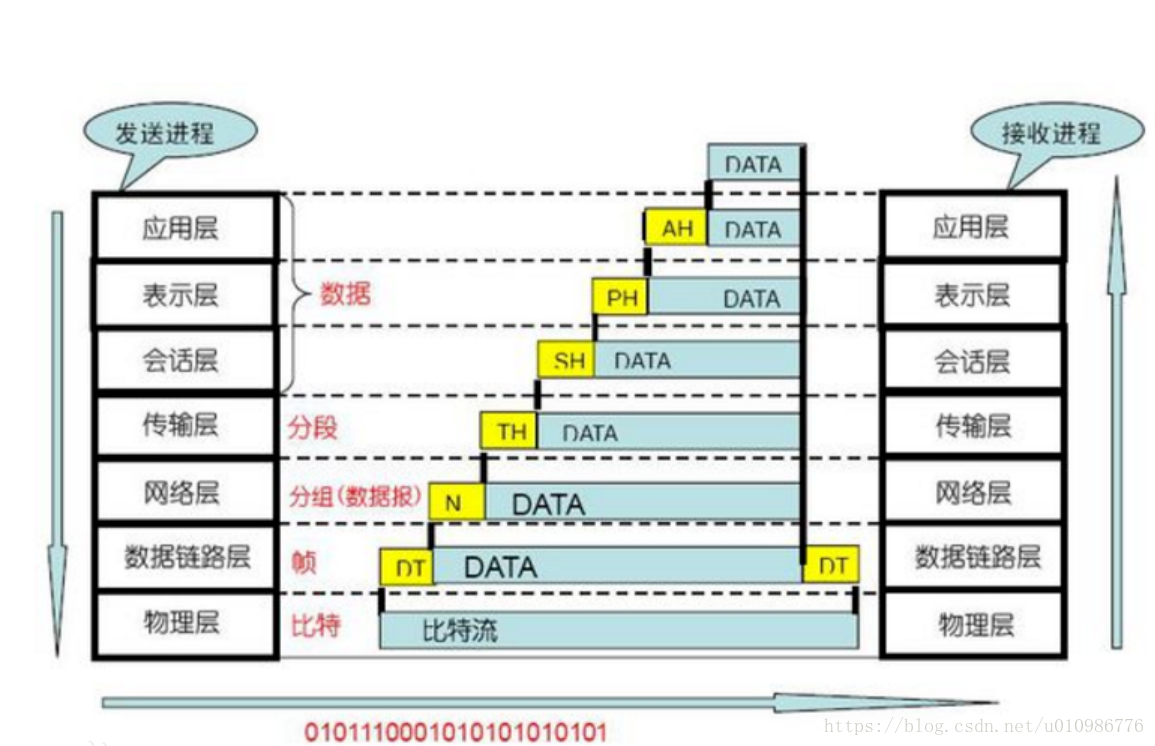 发送进程
接收进程
DATA
应用层
AH
DATA
应用层
表示层
数据
PH
DATA
表示层
会话层
SH
DATA
会话层
传输层
分段
TH
DATA
传输层
网络层
分组(数据报)
N
DATA
网络层
数据链路层
帧
DT
DATA
DT
数据链路层
物理层
比特
比特流
物理层
0101110001010101010101
https://blog.csdn.net/u010986776